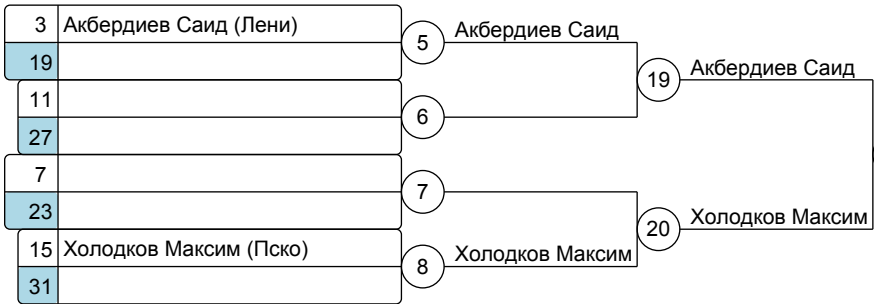 3 Акбердиев Саид (Лени)
19
11
27
7
23
15 Холодков Максим (Пско)
31
5 Акбердиев Саид
6
7
8 Холодков Максим
19 Акбердиев Саид
20 Холодков Максим